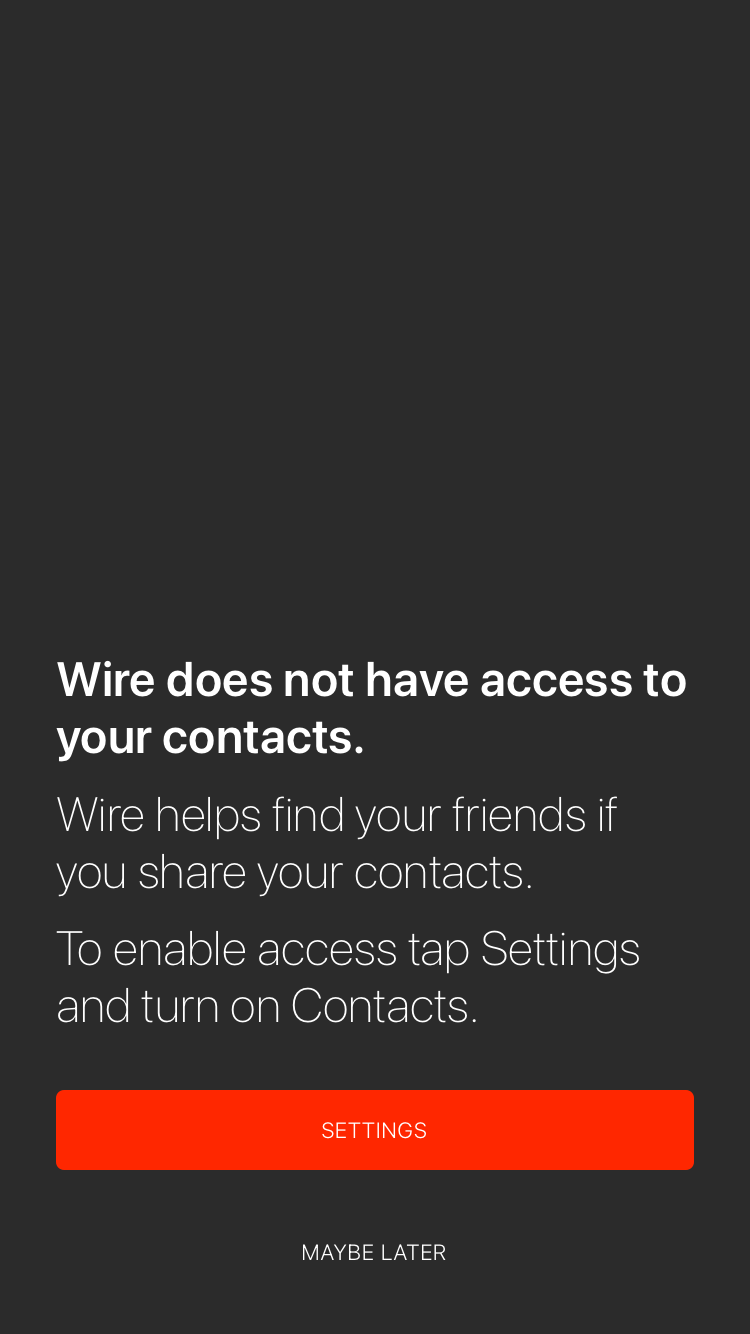 Wire does not have access to
your contacts.
Wire helps find your friends if
you share your contacts.
To enable access tap Settings
and turn on Contacts.
SETTINGS
MAYBE LATER